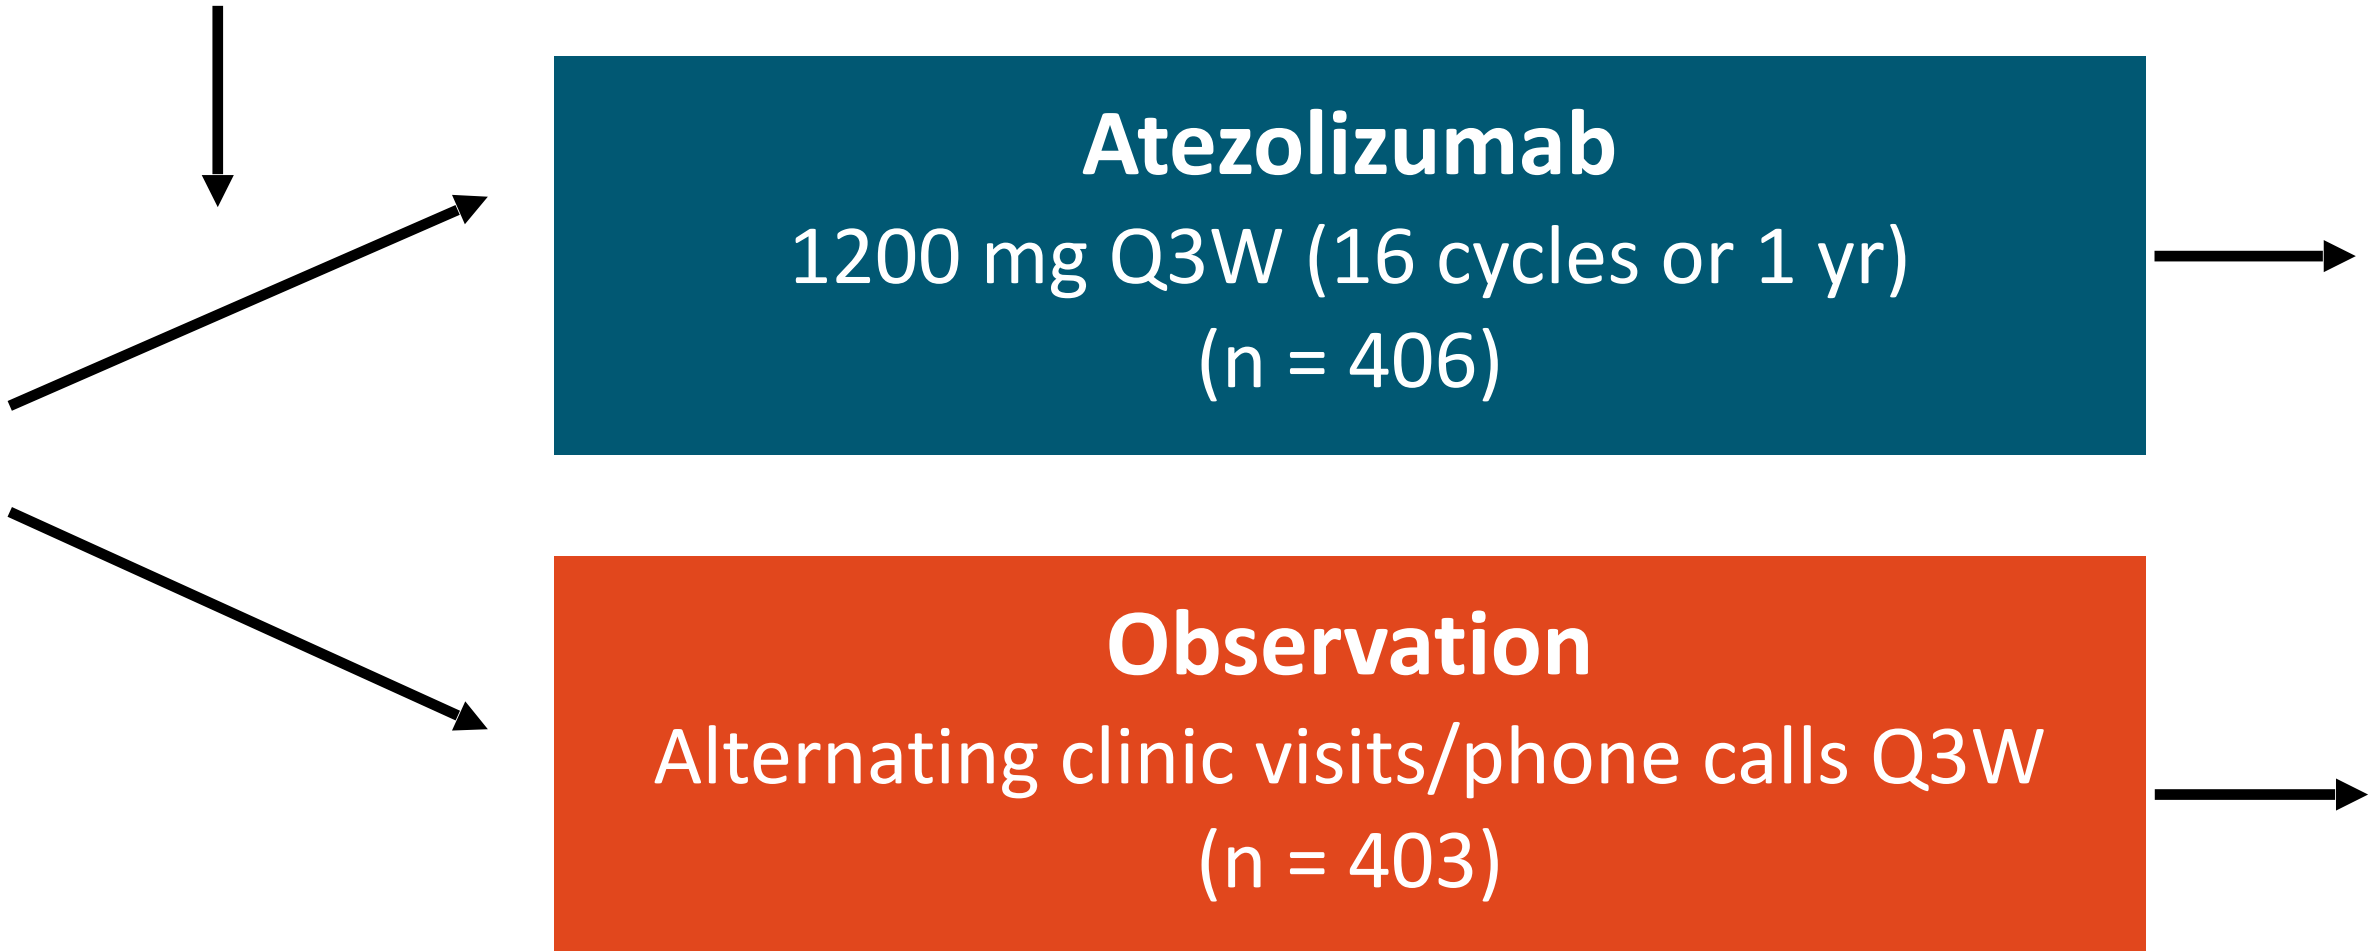 Atezolizumab
1200 mg Q3W (16 cycles or 1 yr)
(n = 406)
Observation
Alternating clinic visits/phone calls Q3W
(n = 403)